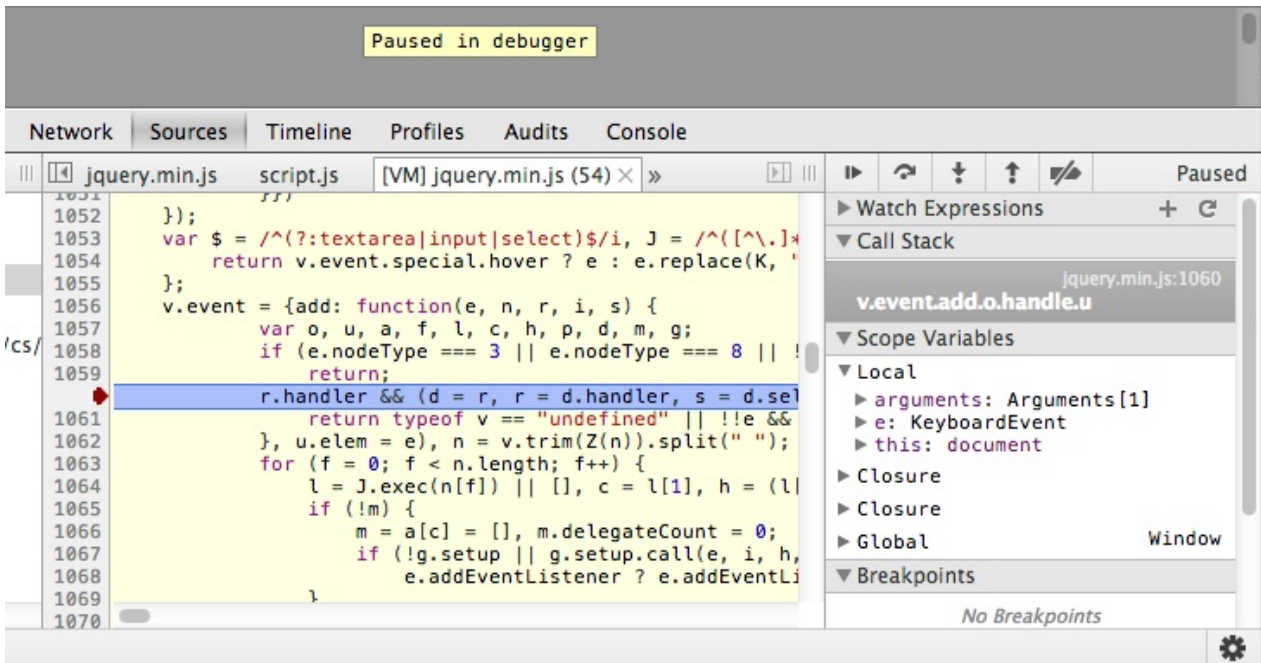 Paused in debugger
Network Sources Timeline Profiles Audits Console
jquery.min.js script.js [VM] jquery.min.js (54) × » Paused
1051 }})
1052 });
1053 var $ = /^(?:textarea|input|select)$/i, J = /^([^\.]*
1054 return v.event.special.hover ? e : e.replace(K, "
1055 };
1056 v.event = {add: function(e, n, r, i, s) {
1057 var o, u, a, f, l, c, h, p, d, m, g;
/cs/ 1058 if (e.nodeType === 3 || e.nodeType === 8 || !
1059 return;
r.handler && (d = r, r = d.handler, s = d.sel
1061 return typeof v == "undefined" || !!e &&
1062 }, u.elem = e), n = v.trim(Z(n)).split(" ");
1063 for (f = 0; f < n.length; f++) {
1064 l = J.exec(n[f]) || [], c = l[1], h = (l[
1065 if (!m) {
1066 m = a[c] = [], m.delegateCount = 0;
1067 if (!g.setup || g.setup.call(e, i, h,
1068 e.addEventListener ? e.addEventLi
1069 }
1070
Watch Expressions + C
Call Stack
jquery.min.js:1060
v.event.add.o.handle.u
Scope Variables
Local
arguments: Arguments[1]
e: KeyboardEvent
this: document
Closure
Closure
Global Window
Breakpoints
No Breakpoints